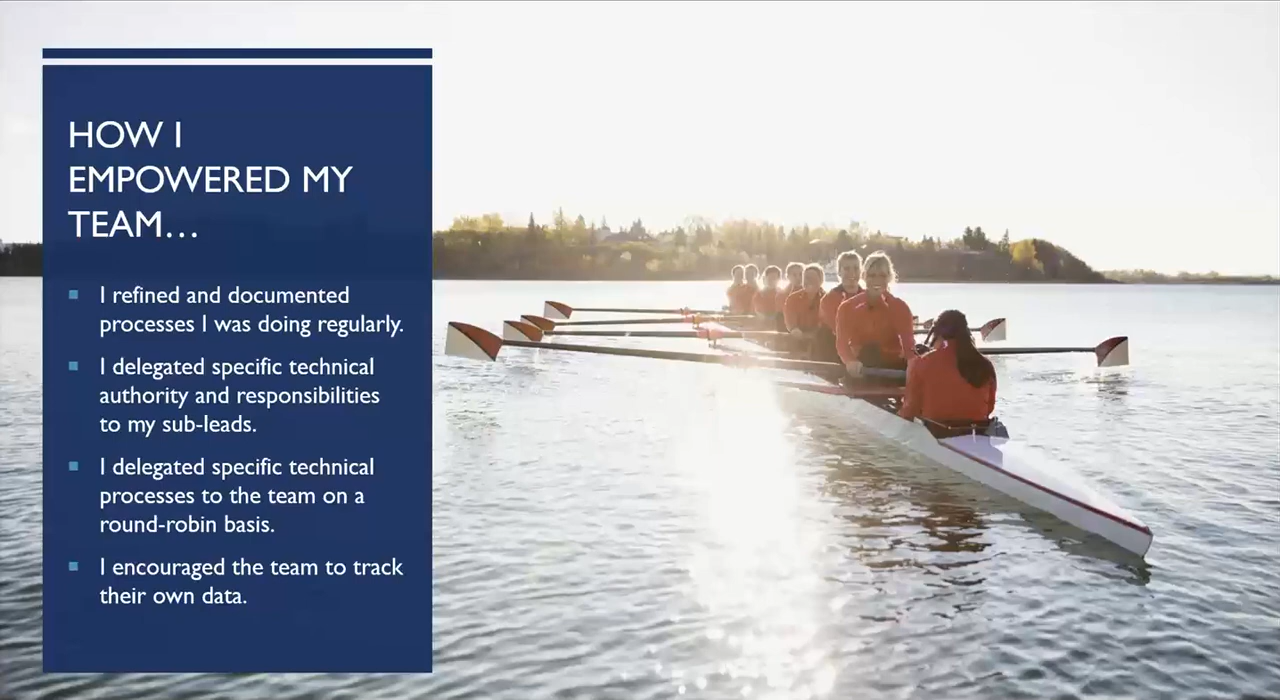 HOW I
EMPOWERED MY
TEAM…
I refined and documented
processes I was doing regularly.
I delegated specific technical
authority and responsibilities
to my sub-leads.
I delegated specific technical
processes to the team on a
round-robin basis.
I encouraged the team to track
their own data.